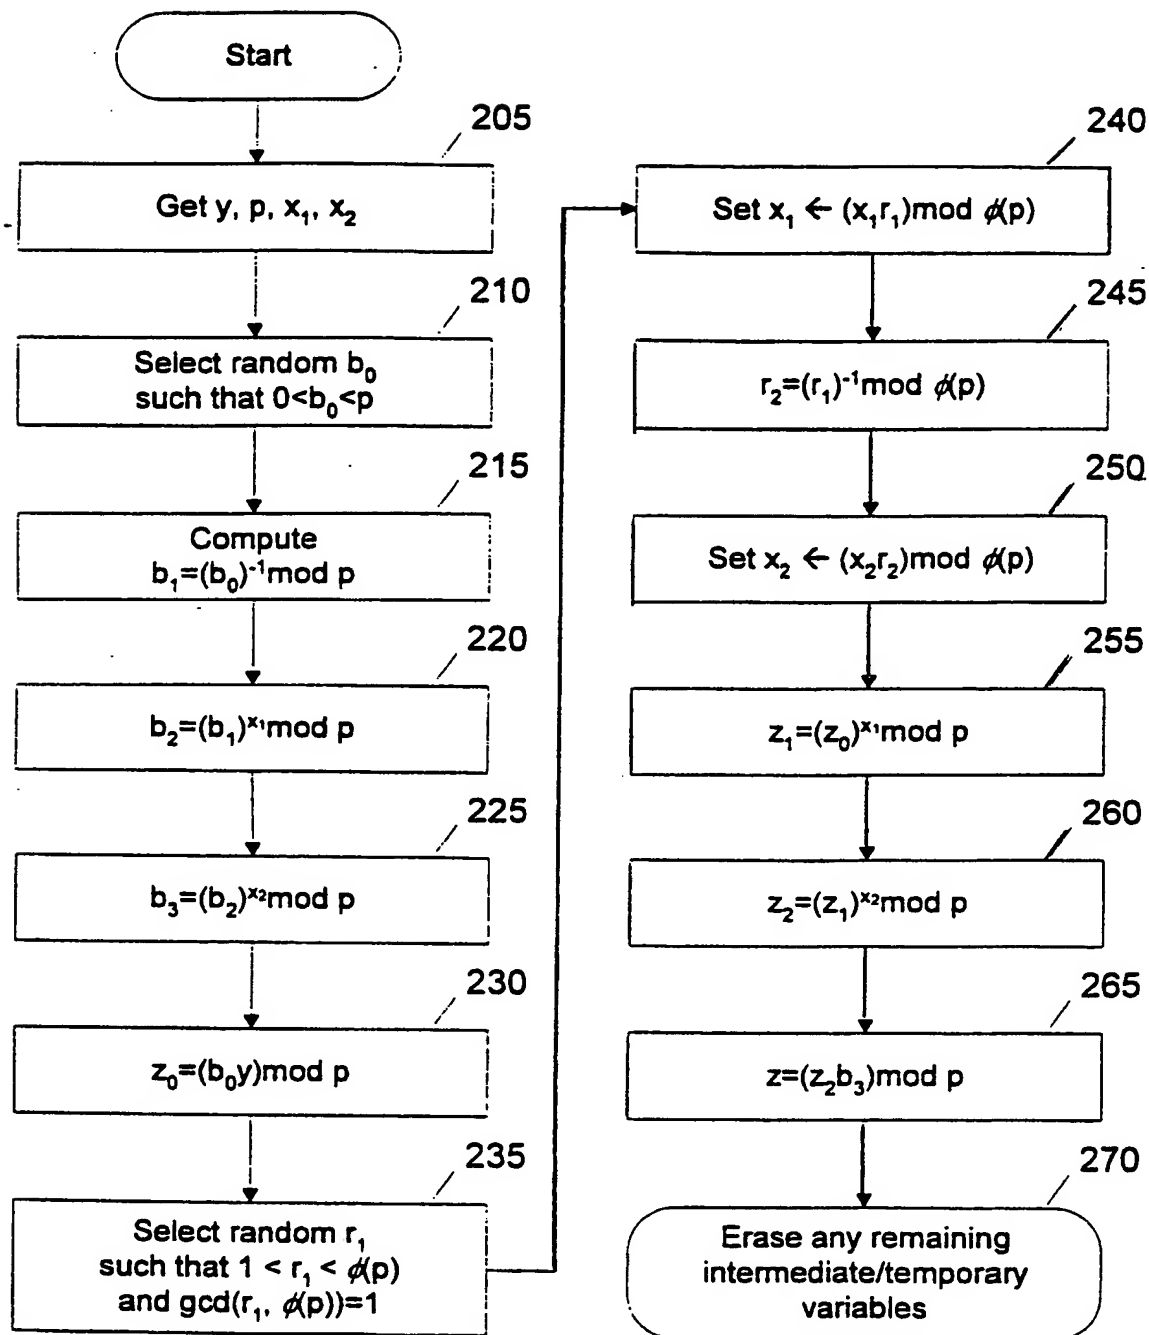 Start
205
Get y, p, x₁, x₂
210
Select random b₀
such that 0<b₀<p
215
Compute
b₁=(b₀)⁻¹mod p
220
b₂=(b₁)^x₁mod p
225
b₃=(b₂)^x₂mod p
230
z₀=(b₀y)mod p
235
Select random r₁
such that 1 < r₁ < ϕ(p)
and gcd(r₁, ϕ(p))=1
240
Set x₁ ← (x₁r₁)mod ϕ(p)
245
r₂=(r₁)⁻¹mod ϕ(p)
250
Set x₂ ← (x₂r₂)mod ϕ(p)
255
z₁=(z₀)^x₁mod p
260
z₂=(z₁)^x₂mod p
265
z=(z₂b₃)mod p
270
Erase any remaining
intermediate/temporary
variables